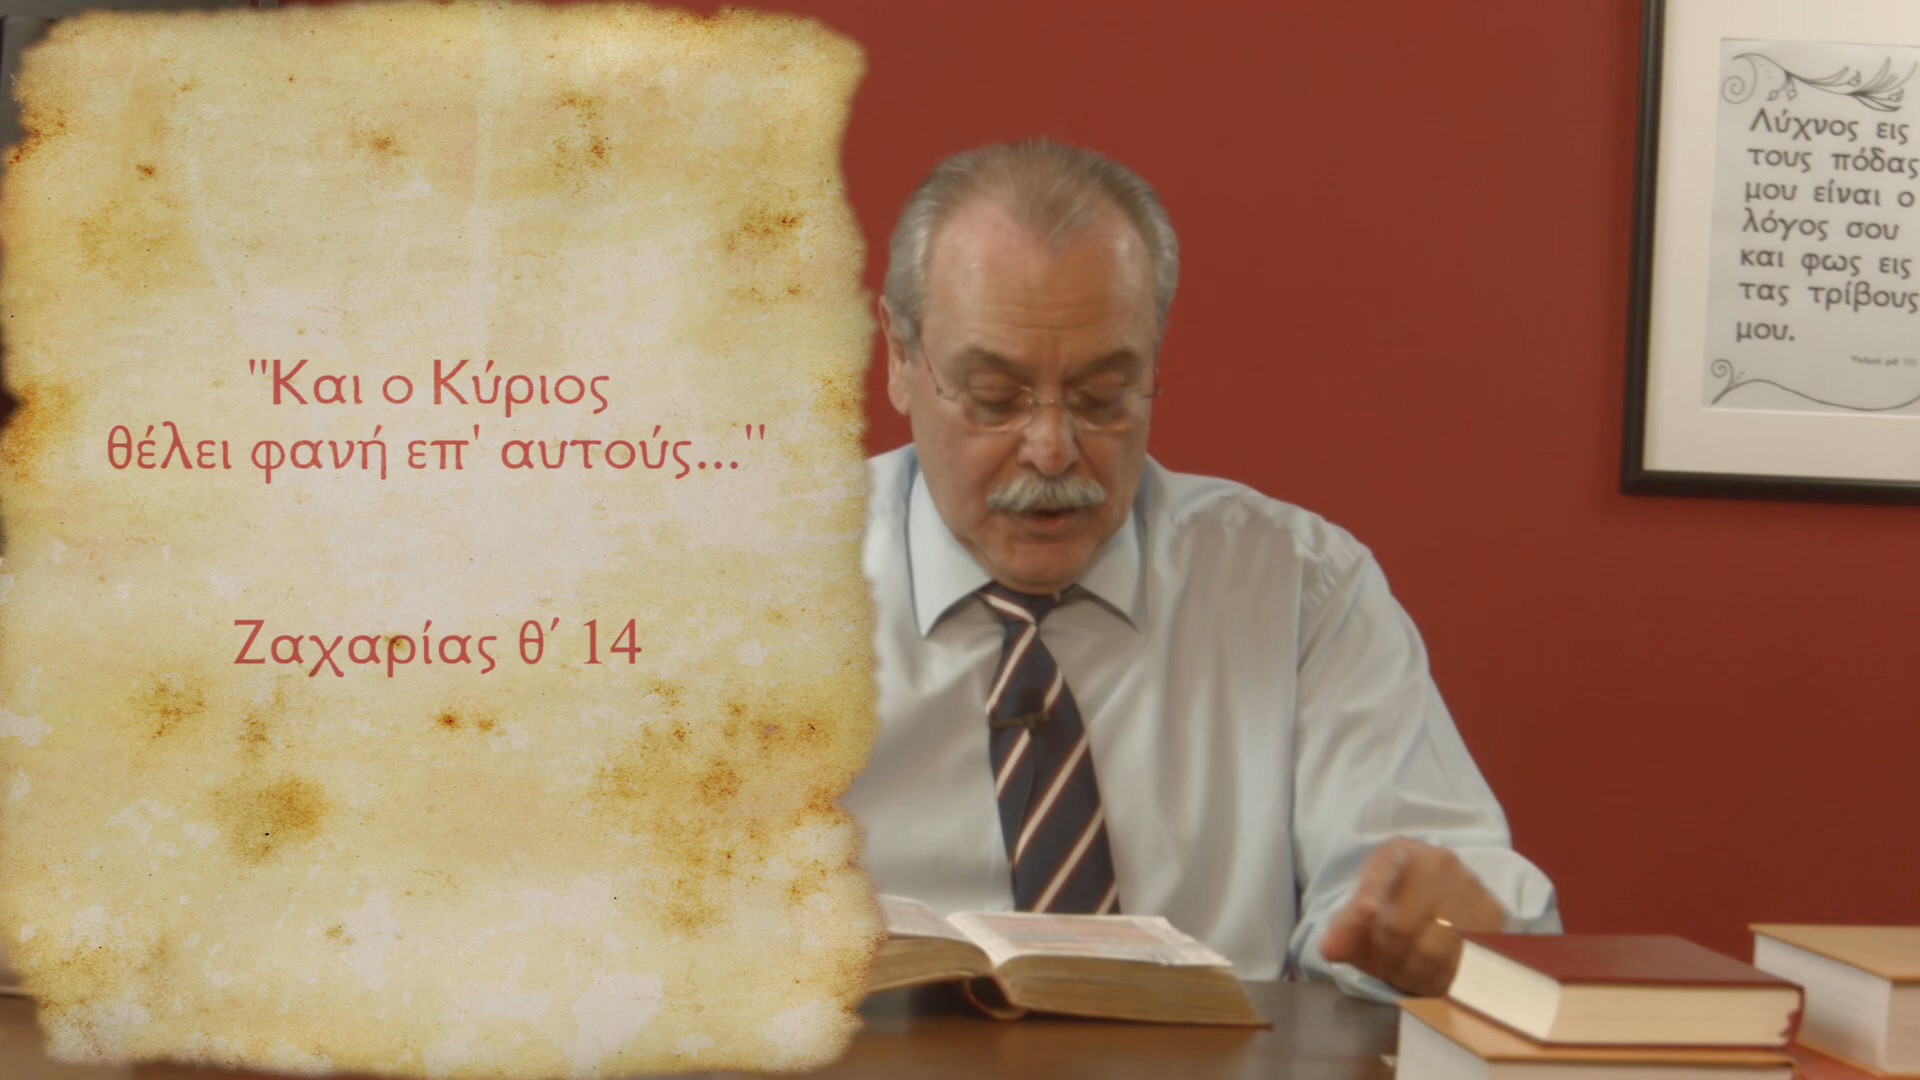 "Και ο Κύριος
θέλει φανή επ' αυτούς..."
Ζαχαρίας θ΄ 14
Λύχνος εις
τους πόδας
μου είναι ο
λόγος σου
και φως εις
τας τρίβους
μου.